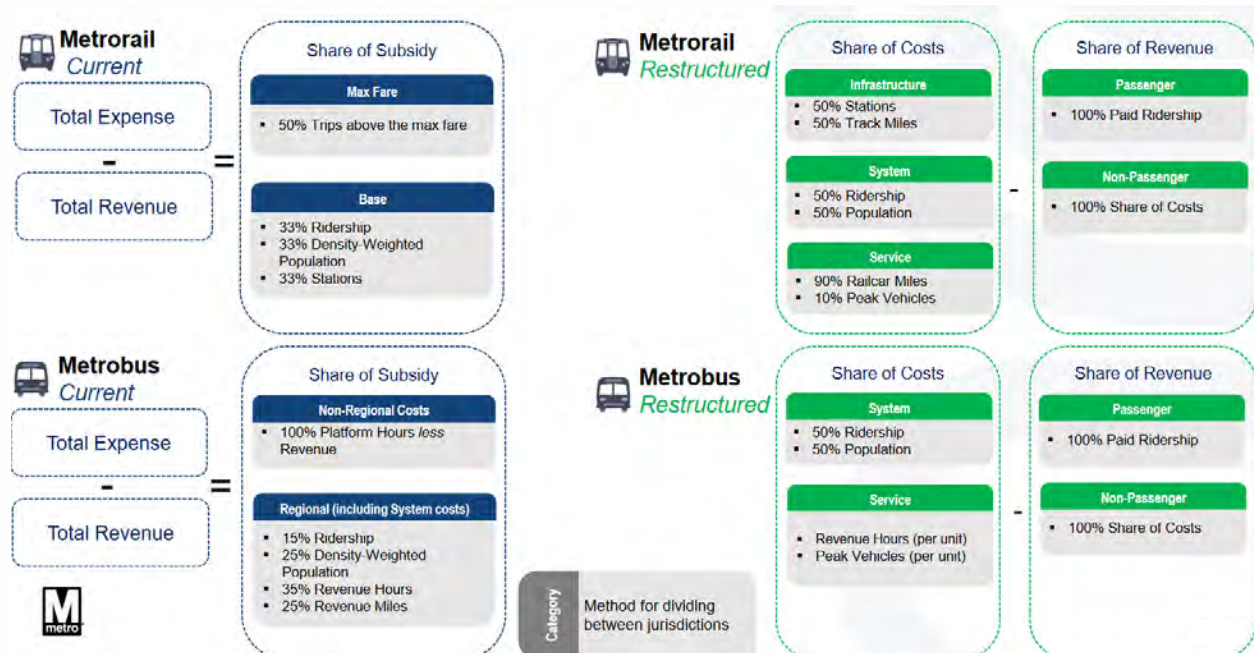 Metrorail
Current
Total Expense
-
Total Revenue
=
Share of Subsidy
Max Fare
▪ 50% Trips above the max fare
Base
▪ 33% Ridership
▪ 33% Density-Weighted
Population
▪ 33% Stations
Metrorail
Restructured
Share of Costs
Infrastructure
▪ 50% Stations
▪ 50% Track Miles
System
▪ 50% Ridership
▪ 50% Population
Service
▪ 90% Railcar Miles
▪ 10% Peak Vehicles
-
Share of Revenue
Passenger
▪ 100% Paid Ridership
Non-Passenger
▪ 100% Share of Costs
Metrobus
Current
Total Expense
-
Total Revenue
=
Share of Subsidy
Non-Regional Costs
▪ 100% Platform Hours less
Revenue
Regional (including System costs)
▪ 15% Ridership
▪ 25% Density-Weighted
Population
▪ 35% Revenue Hours
▪ 25% Revenue Miles
Metrobus
Restructured
Share of Costs
System
▪ 50% Ridership
▪ 50% Population
Service
▪ Revenue Hours (per unit)
▪ Peak Vehicles (per unit)
-
Share of Revenue
Passenger
▪ 100% Paid Ridership
Non-Passenger
▪ 100% Share of Costs
M
metro
Category
Method for dividing
between jurisdictions